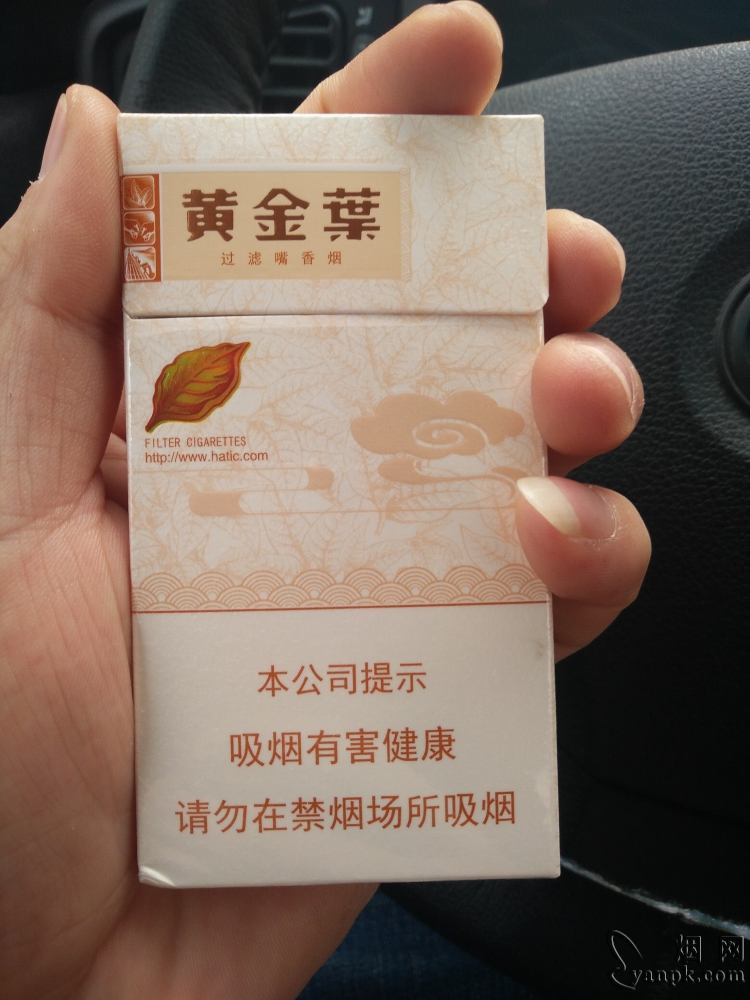 黄金葉
过滤嘴香烟
FILTER CIGARETTES
http://www.hatic.com
本公司提示
吸烟有害健康
请勿在禁烟场所吸烟
烟网
yanpk.com